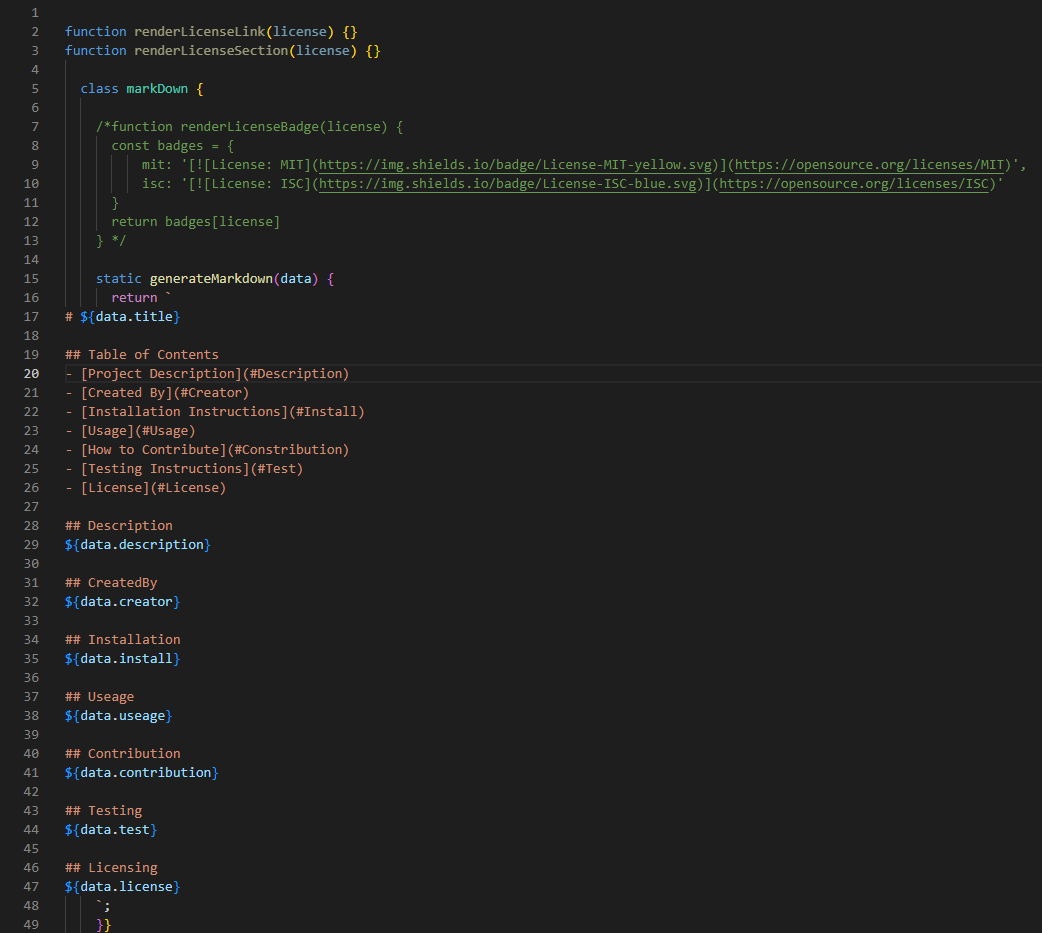 1
2 function renderLicenseLink(license) {}
3 function renderLicenseSection(license) {}
4
5 class markDown {
6
7 /*function renderLicenseBadge(license) {
8 const badges = {
9 mit: '[![License: MIT](https://img.shields.io/badge/License-MIT-yellow.svg)](https://opensource.org/licenses/MIT)',
10 isc: '[![License: ISC](https://img.shields.io/badge/License-ISC-blue.svg)](https://opensource.org/licenses/ISC)'
11 }
12 return badges[license]
13 } */
14
15 static generateMarkdown(data) {
16 return `
17 # ${data.title}
18
19 ## Table of Contents
20 - [Project Description](#Description)
21 - [Created By](#Creator)
22 - [Installation Instructions](#Install)
23 - [Usage](#Usage)
24 - [How to Contribute](#Constribution)
25 - [Testing Instructions](#Test)
26 - [License](#License)
27
28 ## Description
29 ${data.description}
30
31 ## CreatedBy
32 ${data.creator}
33
34 ## Installation
35 ${data.install}
36
37 ## Useage
38 ${data.useage}
39
40 ## Contribution
41 ${data.contribution}
42
43 ## Testing
44 ${data.test}
45
46 ## Licensing
47 ${data.license}
48 `;
49 }}